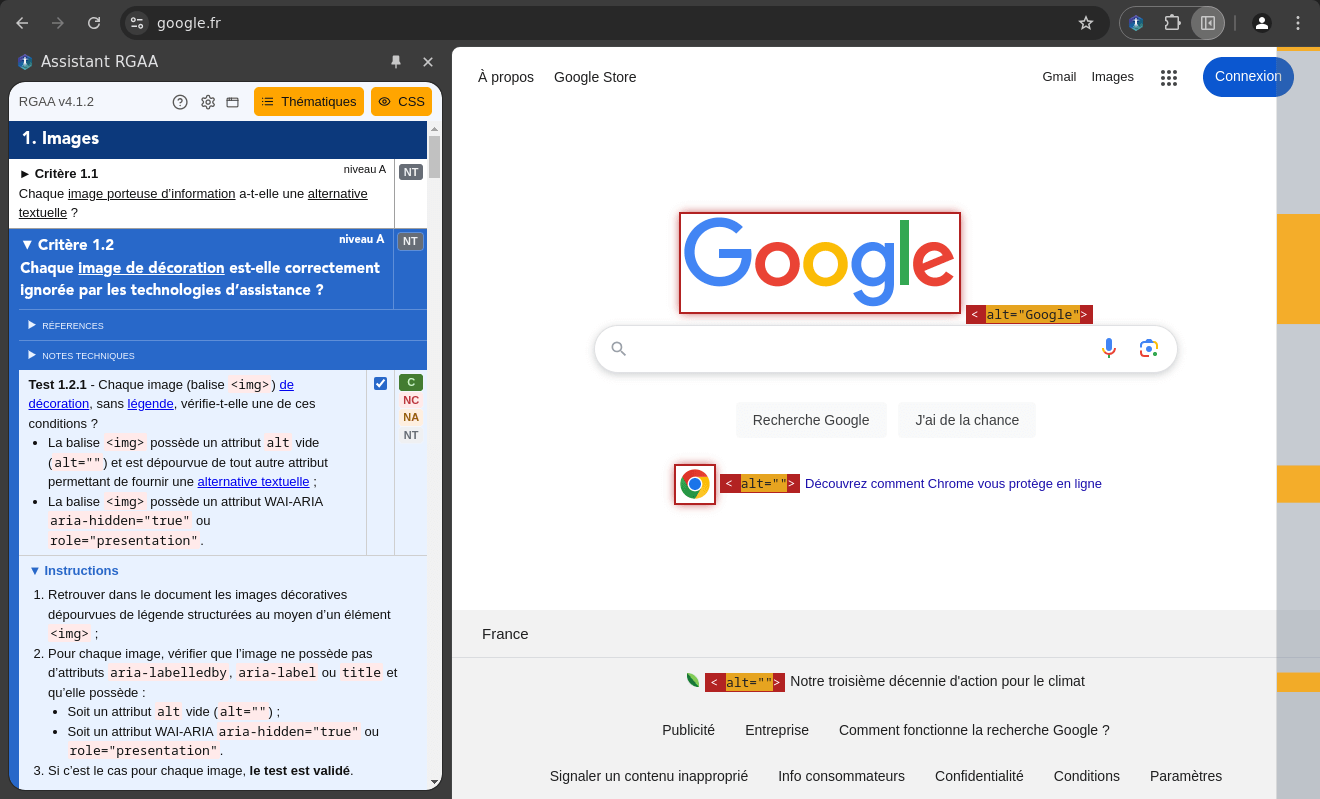 google.fr
Assistant RGAA
RGAA v4.1.2
Thématiques
CSS
1. Images
► Critère 1.1
niveau A
NT
Chaque image porteuse d’information a-t-elle une alternative
textuelle ?
▼ Critère 1.2
niveau A
NT
Chaque image de décoration est-elle correctement
ignorée par les technologies d’assistance ?
► RÉFERENCES
► NOTES TECHNIQUES
Test 1.2.1 - Chaque image (balise <img>) de
décoration, sans légende, vérifie-t-elle une de ces
conditions ?
C
NC
NA
NT
• La balise <img> possède un attribut alt vide
(alt="") et est dépourvue de tout autre attribut
permettant de fournir une alternative textuelle ;
• La balise <img> possède un attribut WAI-ARIA
aria-hidden="true" ou
role="presentation".
▼ Instructions
1. Retrouver dans le document les images décoratives
dépourvues de légende structurées au moyen d’un élément
<img> ;
2. Pour chaque image, vérifier que l’image ne possède pas
d’attributs aria-labelledby, aria-label ou title et
qu’elle possède :
• Soit un attribut alt vide (alt="") ;
• Soit un attribut WAI-ARIA aria-hidden="true" ou
role="presentation".
3. Si c’est le cas pour chaque image, le test est validé.
À propos
Google Store
Gmail
Images
Connexion
Google
< alt="Google">
Recherche Google
J'ai de la chance
< alt=""> Découvrez comment Chrome vous protège en ligne
France
< alt=""> Notre troisième décennie d'action pour le climat
Publicité
Entreprise
Comment fonctionne la recherche Google ?
Signaler un contenu inapproprié
Info consommateurs
Confidentialité
Conditions
Paramètres